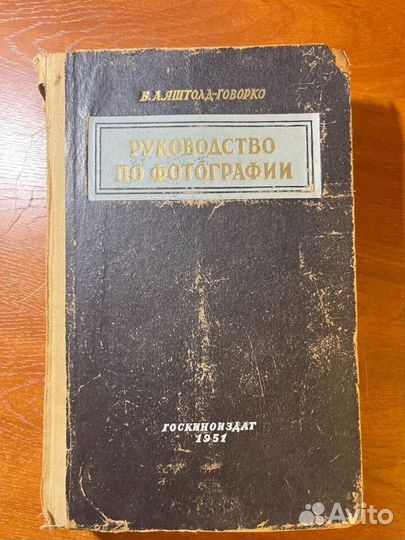 В.А.ЯШТОЛД-ГОВОРКО
РУКОВОДСТВО
ПО ФОТОГРАФИИ
ГОСКИНОИЗДАТ
1951
Avito